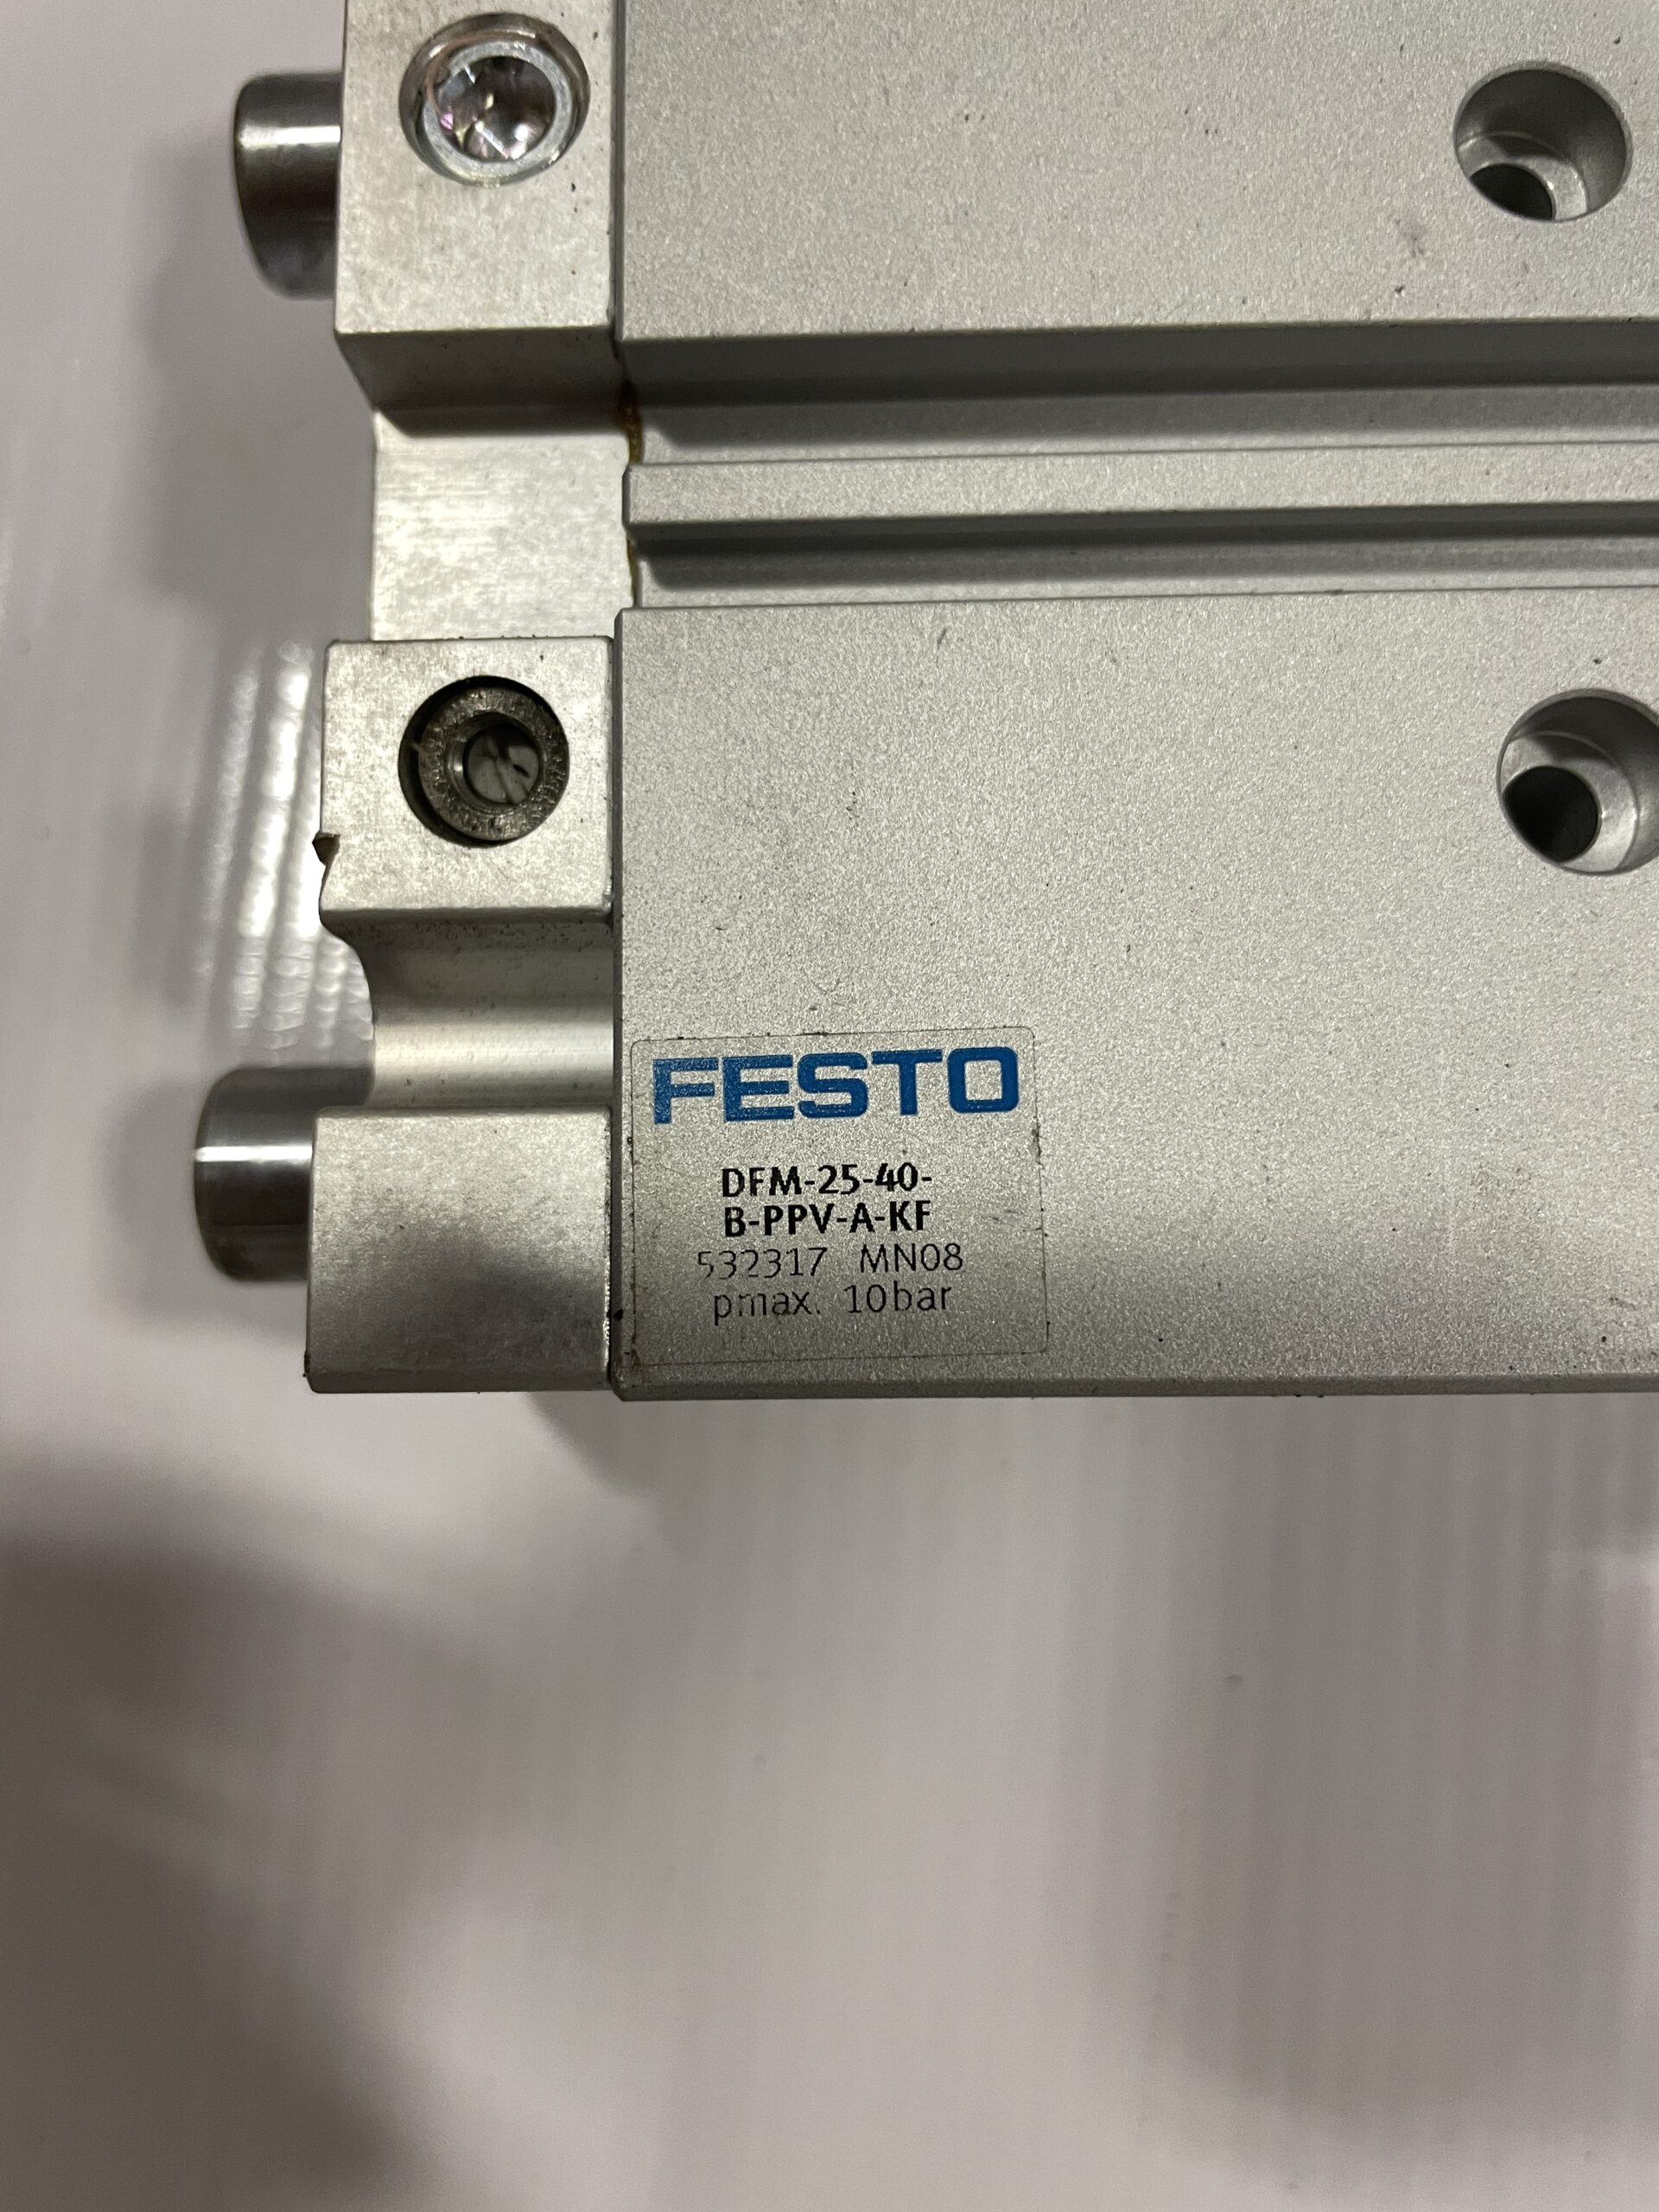 FESTO
DFM-25-40-
B-PPV-A-KF
532317 MN08
pmax. 10bar